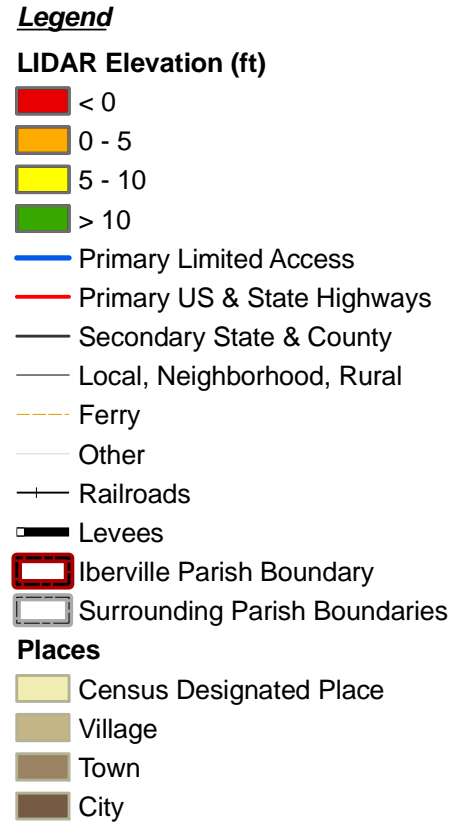 Legend
LIDAR Elevation (ft)
< 0
0 - 5
5 - 10
> 10
Primary Limited Access
Primary US & State Highways
Secondary State & County
Local, Neighborhood, Rural
Ferry
Other
Railroads
Levees
Iberville Parish Boundary
Surrounding Parish Boundaries
Places
Census Designated Place
Village
Town
City